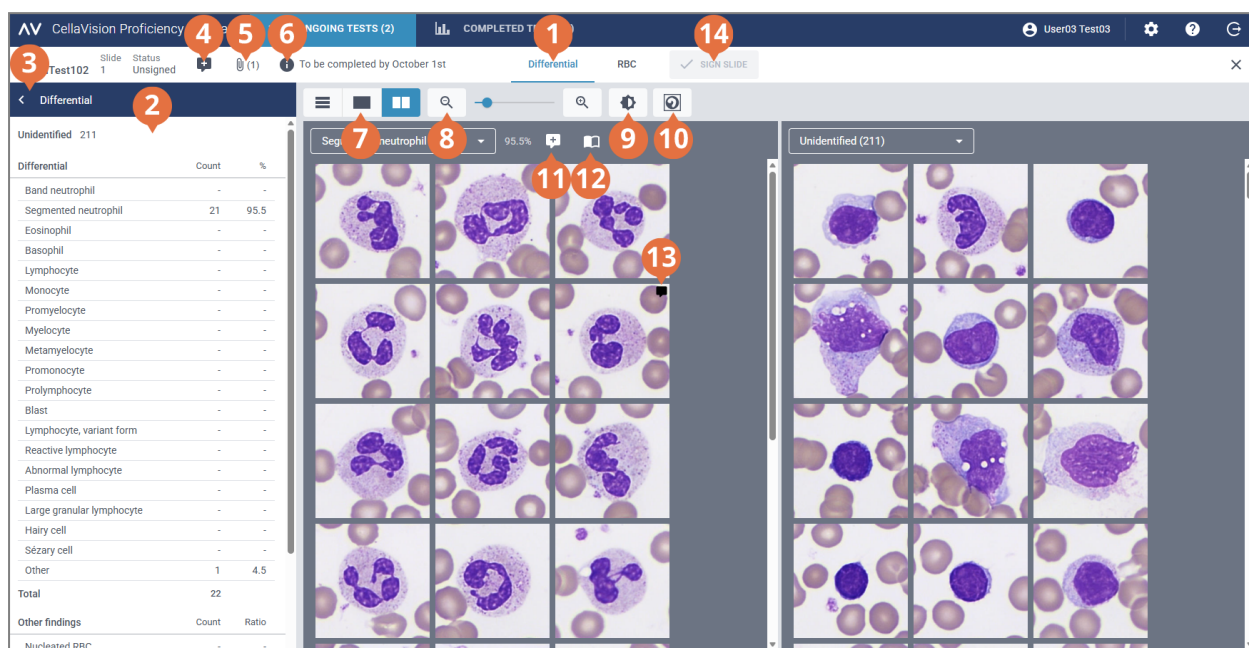 CellaVision Proficiency
ONGOING TESTS (2)
COMPLETED
User03 Test03
1
2
3
4
5
6
7
8
9
10
11
12
13
14
Test102
Slide
1
Status
Unsigned
(1)
To be completed by October 1st
Differential
RBC
SIGN SLIDE
Differential
Unidentified 211
Differential Count %
Band neutrophil - -
Segmented neutrophil 21 95.5
Eosinophil - -
Basophil - -
Lymphocyte - -
Monocyte - -
Promyelocyte - -
Myelocyte - -
Metamyelocyte - -
Promonocyte - -
Prolymphocyte - -
Blast - -
Lymphocyte, variant form - -
Reactive lymphocyte - -
Abnormal lymphocyte - -
Plasma cell - -
Large granular lymphocyte - -
Hairy cell - -
Sézary cell - -
Other 1 4.5
Total 22
Other findings Count Ratio
Nucleated RBC - -
neutrophil
95.5%
Unidentified (211)